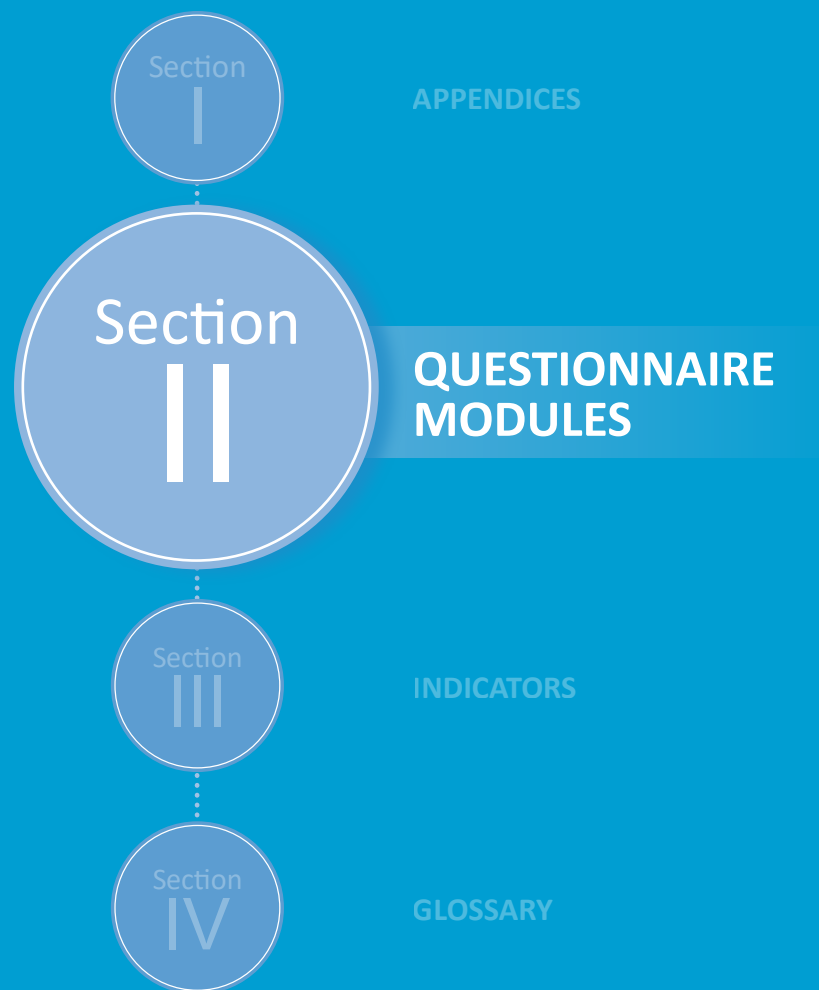 Section
I
APPENDICES
Section
II
QUESTIONNAIRE
MODULES
Section
III
INDICATORS
Section
IV
GLOSSARY